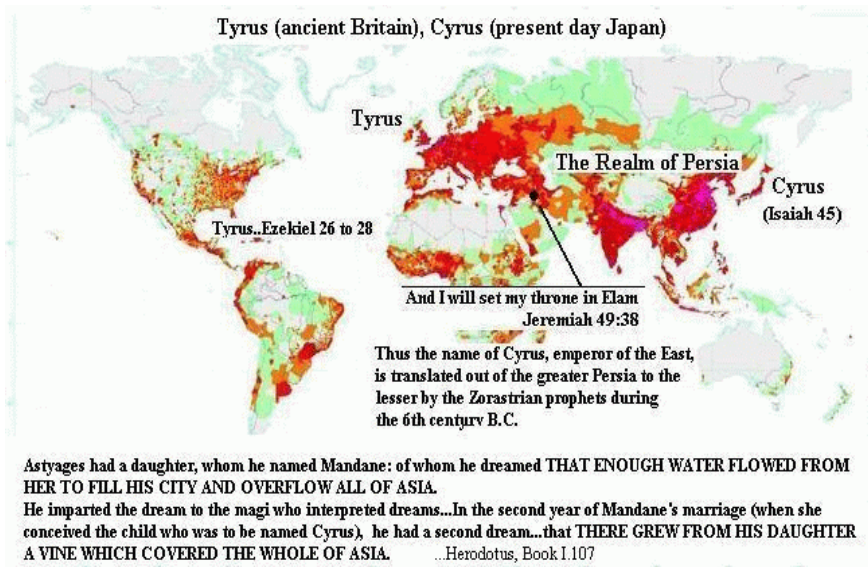 Tyrus (ancient Britain), Cyrus (present day Japan)
Tyrus
The Realm of Persia
Cyrus
(Isaiah 45)
Tyrus..Ezekiel 26 to 28
And I will set my throne in Elam
Jeremiah 49:38
Thus the name of Cyrus, emperor of the East,
is translated out of the greater Persia to the
lesser by the Zorastrian prophets during
the 6th century B.C.
Astyages had a daughter, whom he named Mandane: of whom he dreamed THAT ENOUGH WATER FLOWED FROM
HER TO FILL HIS CITY AND OVERFLOW ALL OF ASIA.
He imparted the dream to the magi who interpreted dreams...In the second year of Mandane's marriage (when she
conceived the child who was to be named Cyrus), he had a second dream...that THERE GREW FROM HIS DAUGHTER
A VINE WHICH COVERED THE WHOLE OF ASIA. ...Herodotus, Book I.107